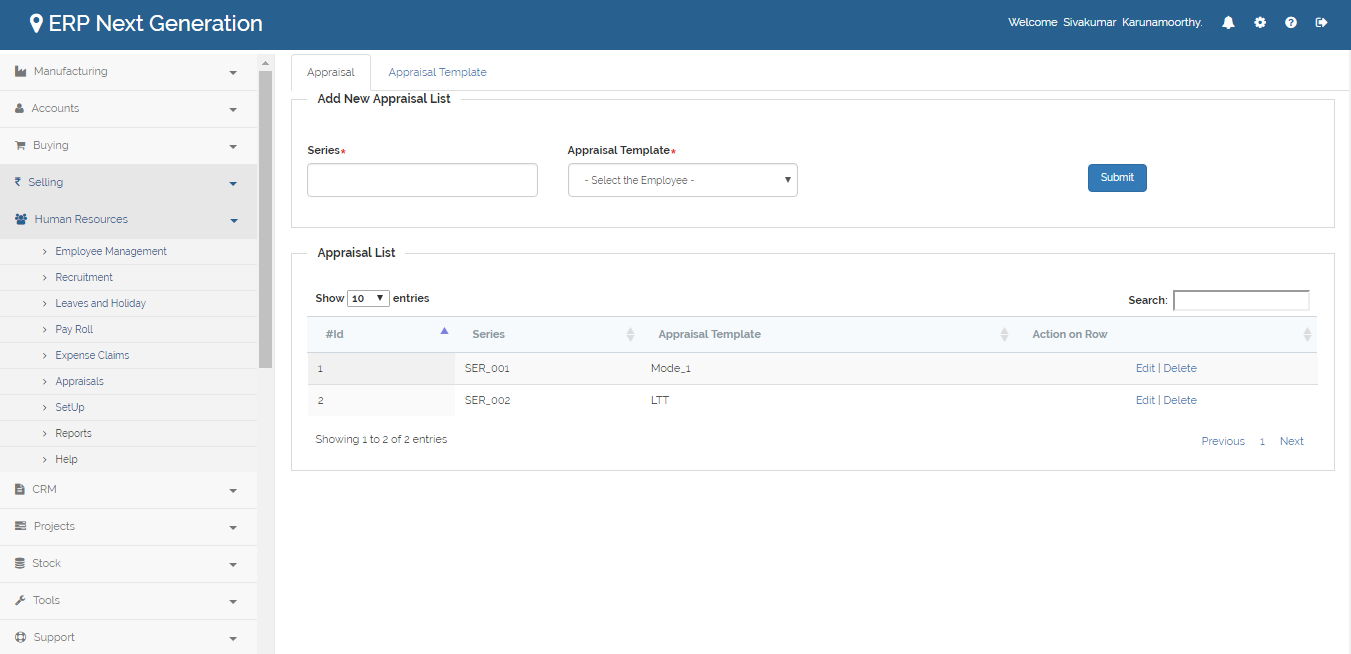 ERP Next Generation
Welcome Sivakumar Karunamoorthy.
Manufacturing
Accounts
Buying
Selling
Human Resources
Employee Management
Recruitment
Leaves and Holiday
Pay Roll
Expense Claims
Appraisals
SetUp
Reports
Help
CRM
Projects
Stock
Tools
Support
Appraisal Appraisal Template
Add New Appraisal List
Series* Appraisal Template*
- Select the Employee - Submit
Appraisal List
Show 10 entries Search:
#Id Series Appraisal Template Action on Row
1 SER_001 Mode_1 Edit | Delete
2 SER_002 LTT Edit | Delete
Showing 1 to 2 of 2 entries Previous 1 Next